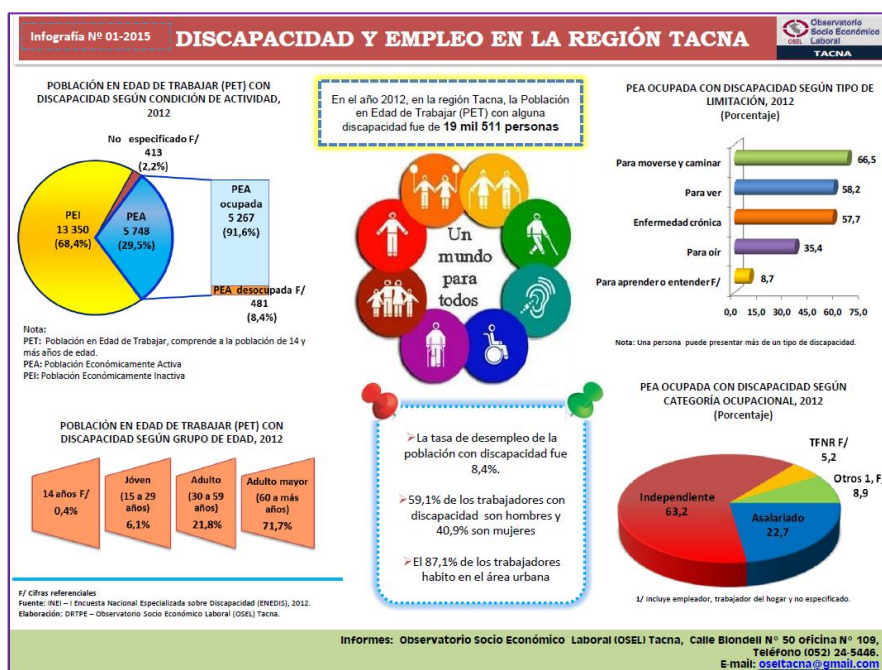 Infografía Nº 01-2015
DISCAPACIDAD Y EMPLEO EN LA REGIÓN TACNA
Observatorio
Socio Económico
Laboral
OSEL
TACNA
POBLACIÓN EN EDAD DE TRABAJAR (PET) CON
DISCAPACIDAD SEGÚN CONDICIÓN DE ACTIVIDAD,
2012
No especificado F/
413
(2,2%)
PEI
13 350
(68,4%)
PEA
5 748
(29,5%)
PEA
ocupada
5 267
(91,6%)
PEA desocupada F/
481
(8,4%)
Nota:
PET: Población en Edad de Trabajar, comprende a la población de 14 y
más años de edad.
PEA: Población Económicamente Activa
PEI: Población Económicamente Inactiva
En el año 2012, en la región Tacna, la Población
en Edad de Trabajar (PET) con alguna
discapacidad fue de 19 mil 511 personas
Un
mundo
para
todos
PEA OCUPADA CON DISCAPACIDAD SEGÚN TIPO DE
LIMITACIÓN, 2012
(Porcentaje)
Para moverse y caminar 66,5
Para ver 58,2
Enfermedad crónica 57,7
Para oír 35,4
Para aprender o entender F/ 8,7
0,0 15,0 30,0 45,0 60,0 75,0
Nota: Una persona puede presentar más de un tipo de discapacidad.
POBLACIÓN EN EDAD DE TRABAJAR (PET) CON
DISCAPACIDAD SEGÚN GRUPO DE EDAD, 2012
14 años F/
0,4%
Jóven
(15 a 29
años)
6,1%
Adulto
(30 a 59
años)
21,8%
Adulto mayor
(60 a más
años)
71,7%
➢La tasa de desempleo de la
población con discapacidad fue
8,4%.
➢59,1% de los trabajadores con
discapacidad son hombres y
40,9% son mujeres
➢El 87,1% de los trabajadores
habito en el área urbana
PEA OCUPADA CON DISCAPACIDAD SEGÚN
CATEGORÍA OCUPACIONAL, 2012
(Porcentaje)
TFNR F/
5,2
Otros 1, F/
8,9
Independiente
63,2
Asalariado
22,7
1/ Incluye empleador, trabajador del hogar y no especificado.
F/ Cifras referenciales
Fuente: INEI – I Encuesta Nacional Especializada sobre Discapacidad (ENEDIS), 2012.
Elaboración: DRTPE – Observatorio Socio Económico Laboral (OSEL) Tacna.
Informes: Observatorio Socio Económico Laboral (OSEL) Tacna, Calle Blondell N° 50 oficina N° 109,
Teléfono (052) 24-5446.
E-mail: oseltacna@gmail.com